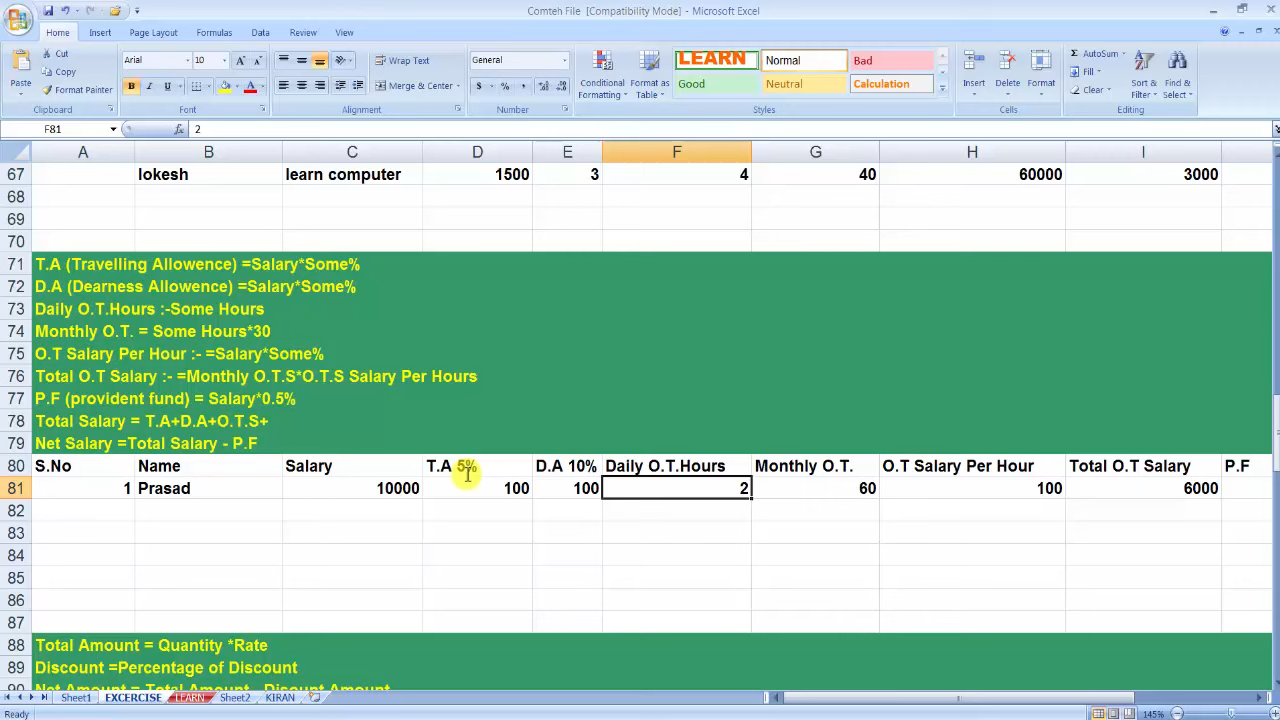 Comteh File [Compatibility Mode] - Microsoft Excel
Home Insert Page Layout Formulas Data Review View
Cut
Copy
Format Painter
Paste
Clipboard
Arial 10
B I U
Font
Wrap Text
Merge & Center
Alignment
General
$ % ,
Number
Conditional Formatting
Format as Table
LEARN Normal Bad
Good Neutral Calculation
Styles
Insert Delete Format
Cells
AutoSum
Fill
Clear
Sort & Filter
Find & Select
Editing
F81 fx 2
A B C D E F G H I
67 lokesh learn computer 1500 3 4 40 60000 3000
68
69
70
71 T.A (Travelling Allowence) =Salary*Some%
72 D.A (Dearness Allowence) =Salary*Some%
73 Daily O.T.Hours :-Some Hours
74 Monthly O.T. = Some Hours*30
75 O.T Salary Per Hour :- =Salary*Some%
76 Total O.T Salary :- =Monthly O.T.S*O.T.S Salary Per Hours
77 P.F (provident fund) = Salary*0.5%
78 Total Salary = T.A+D.A+O.T.S+
79 Net Salary =Total Salary - P.F
80 S.No Name Salary T.A 5% D.A 10% Daily O.T.Hours Monthly O.T. O.T Salary Per Hour Total O.T Salary P.F
81 1 Prasad 10000 100 100 2 60 100 6000
82
83
84
85
86
87
88 Total Amount = Quantity *Rate
89 Discount =Percentage of Discount
90 Net Amount = Total Amount - Discount Amount
Sheet1 EXCERCISE LEARN Sheet2 KIRAN
Ready 145%